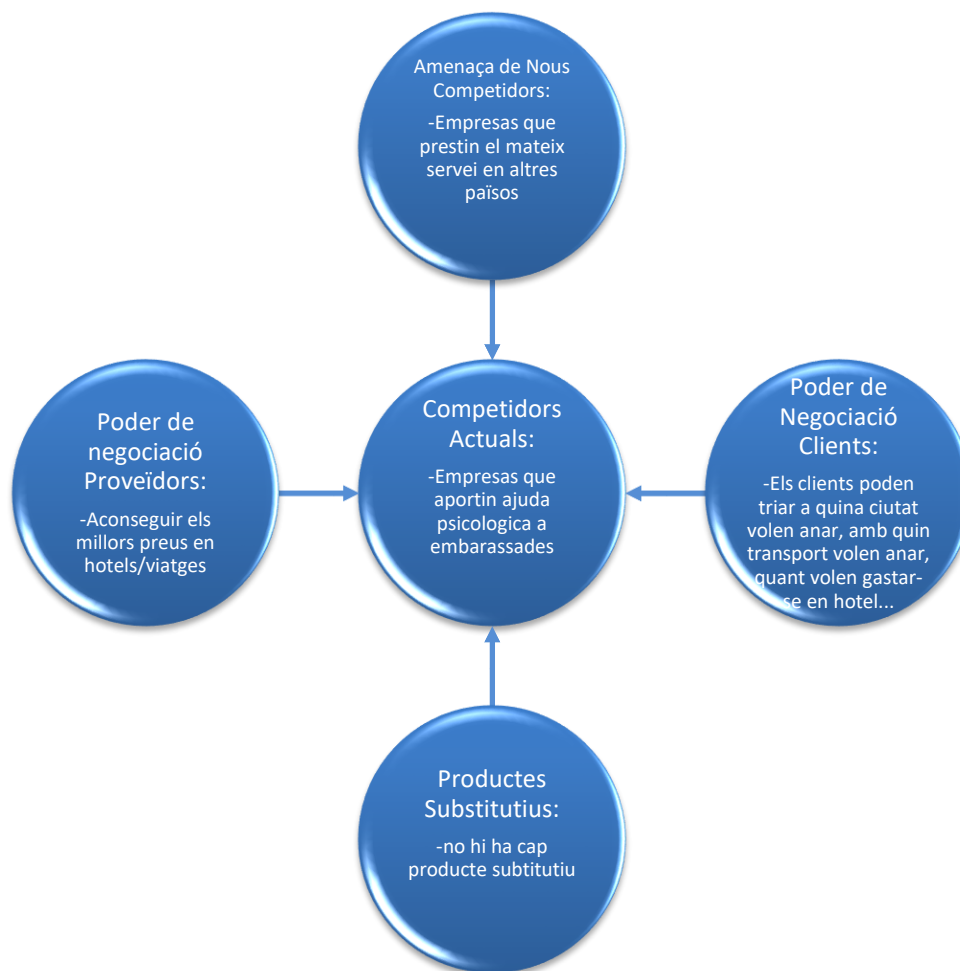 Amenaça de Nous
Competidors:
-Empresas que
prestin el mateix
servei en altres
països
Poder de
negociació
Proveïdors:
-Aconseguir els
millors preus en
hotels/viatges
Competidors
Actuals:
-Empresas que
aportin ajuda
psicologica a
embarassades
Poder de
Negociació
Clients:
-Els clients poden
triar a quina ciutat
volen anar, amb quin
transport volen anar,
quant volen gastar-
se en hotel...
Productes
Substitutius:
-no hi ha cap
producte subtitutiu